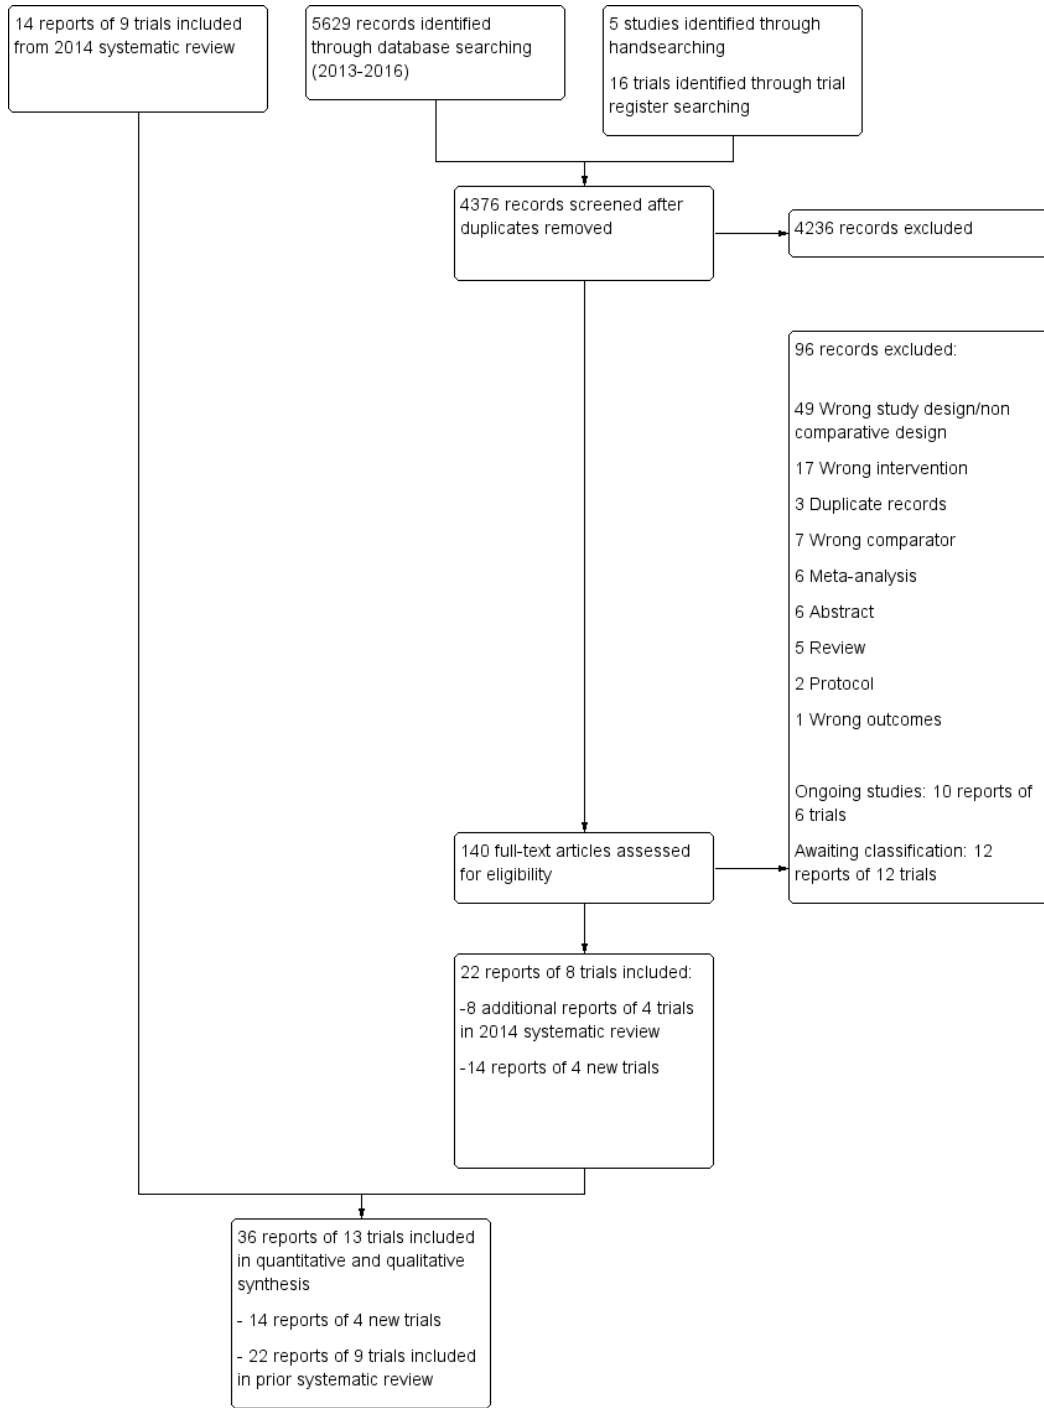 14 reports of 9 trials included
from 2014 systematic review
5629 records identified
through database searching
(2013-2016)
5 studies identified through
handsearching
16 trials identified through trial
register searching
4376 records screened after
duplicates removed
4236 records excluded
96 records excluded:
49 Wrong study design/non
comparative design
17 Wrong intervention
3 Duplicate records
7 Wrong comparator
6 Meta-analysis
6 Abstract
5 Review
2 Protocol
1 Wrong outcomes
Ongoing studies: 10 reports of
6 trials
Awaiting classification: 12
reports of 12 trials
140 full-text articles assessed
for eligibility
22 reports of 8 trials included:
-8 additional reports of 4 trials
in 2014 systematic review
-14 reports of 4 new trials
36 reports of 13 trials included
in quantitative and qualitative
synthesis
- 14 reports of 4 new trials
- 22 reports of 9 trials included
in prior systematic review